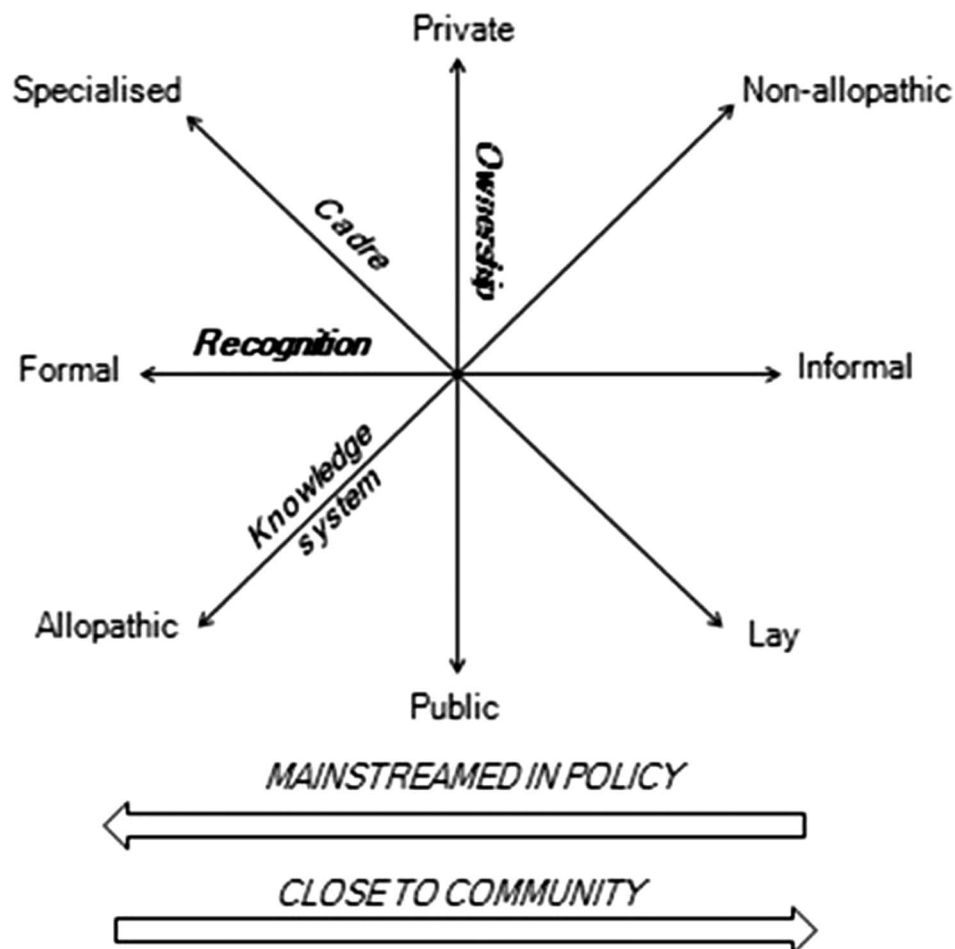 Private
Specialised
Non-allopathic
Ownership
Cadre
Recognition
Formal
Informal
Knowledge
system
Allopathic
Lay
Public
MAINSTREAMED IN POLICY
CLOSE TO COMMUNITY